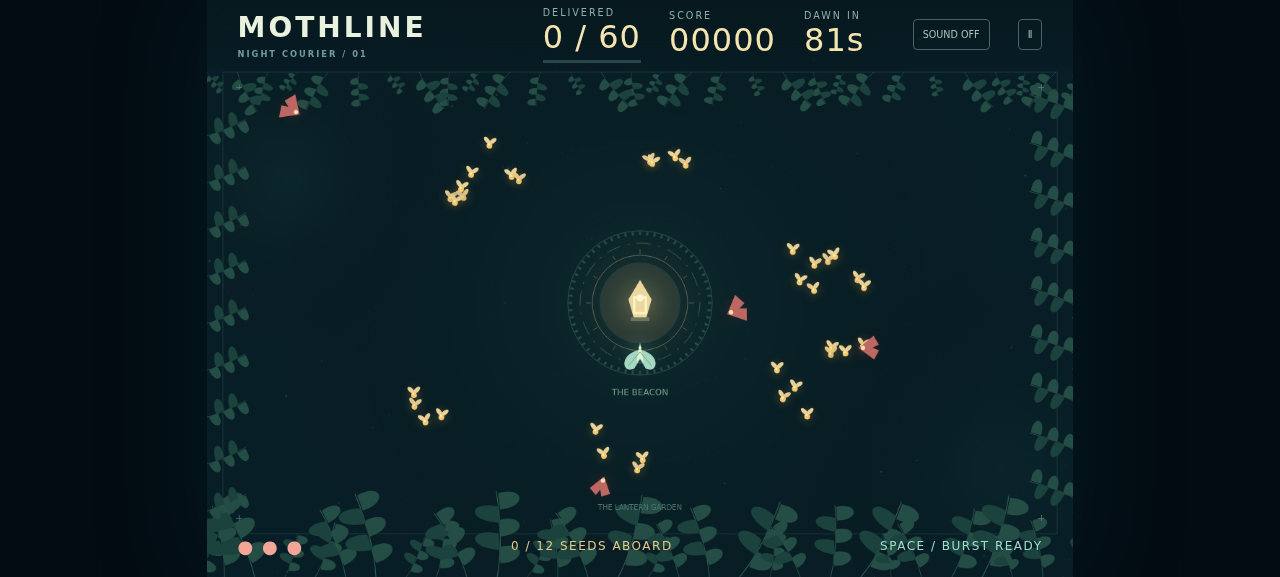 MOTHLINE
NIGHT COURIER / 01
DELIVERED
0 / 60
SCORE
00000
DAWN IN
81s
SOUND OFF
II
THE BEACON
THE LANTERN GARDEN
0 / 12 SEEDS ABOARD
SPACE / BURST READY